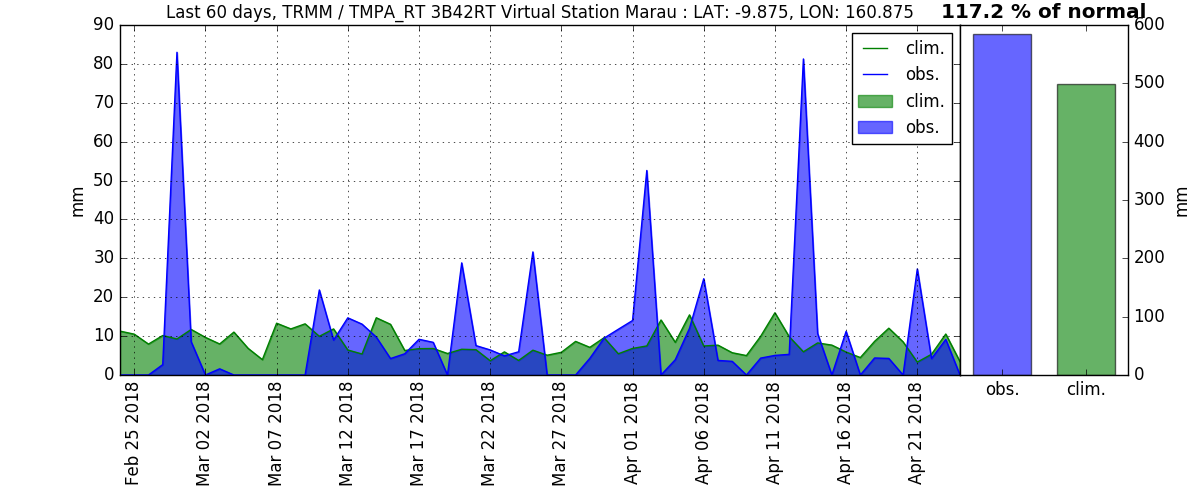 Last 60 days, TRMM / TMPA_RT 3B42RT Virtual Station Marau : LAT: -9.875, LON: 160.875
117.2 % of normal
90
80
70
60
50
40
30
20
10
0
mm
clim.
obs.
clim.
obs.
600
500
400
300
200
100
0
mm
Feb 25 2018
Mar 02 2018
Mar 07 2018
Mar 12 2018
Mar 17 2018
Mar 22 2018
Mar 27 2018
Apr 01 2018
Apr 06 2018
Apr 11 2018
Apr 16 2018
Apr 21 2018
obs.
clim.